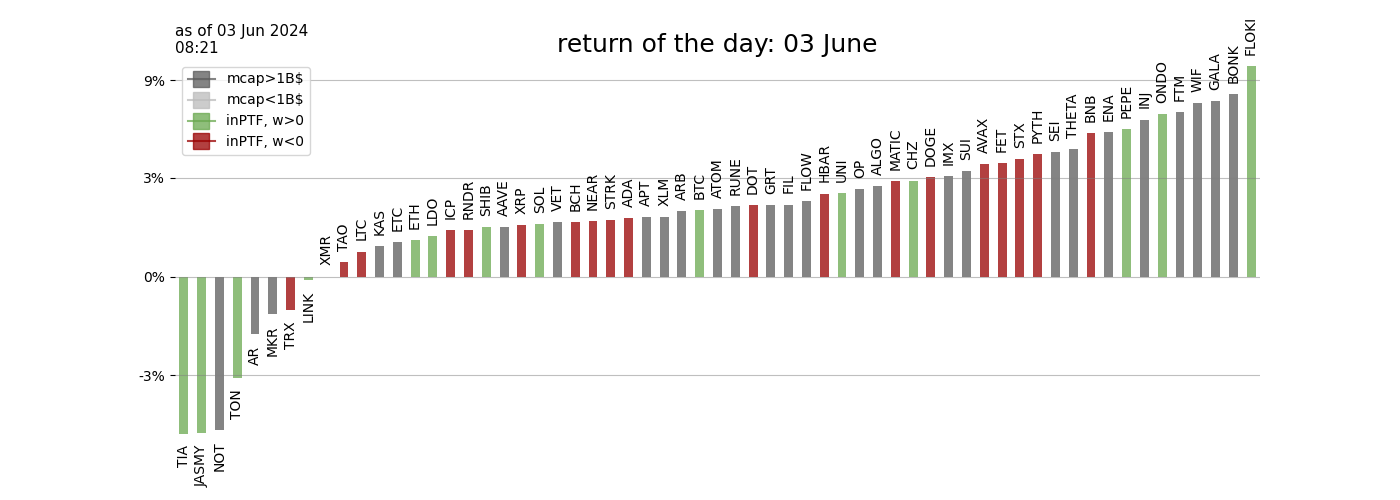 as of 03 Jun 2024
08:21
return of the day: 03 June
mcap>1B$
mcap<1B$
inPTF, w>0
inPTF, w<0
9%
3%
0%
-3%
TIA
JASMY
NOT
TON
AR
MKR
TRX
LINK
XMR
TAO
LTC
KAS
ETC
ETH
LDO
ICP
RNDR
SHIB
AAVE
XRP
SOL
VET
BCH
NEAR
STRK
ADA
APT
XLM
ARB
BTC
ATOM
RUNE
DOT
GRT
FIL
FLOW
HBAR
UNI
OP
ALGO
MATIC
CHZ
DOGE
IMX
SUI
AVAX
FET
STX
PYTH
SEI
THETA
BNB
ENA
PEPE
INJ
ONDO
FTM
WIF
GALA
BONK
FLOKI